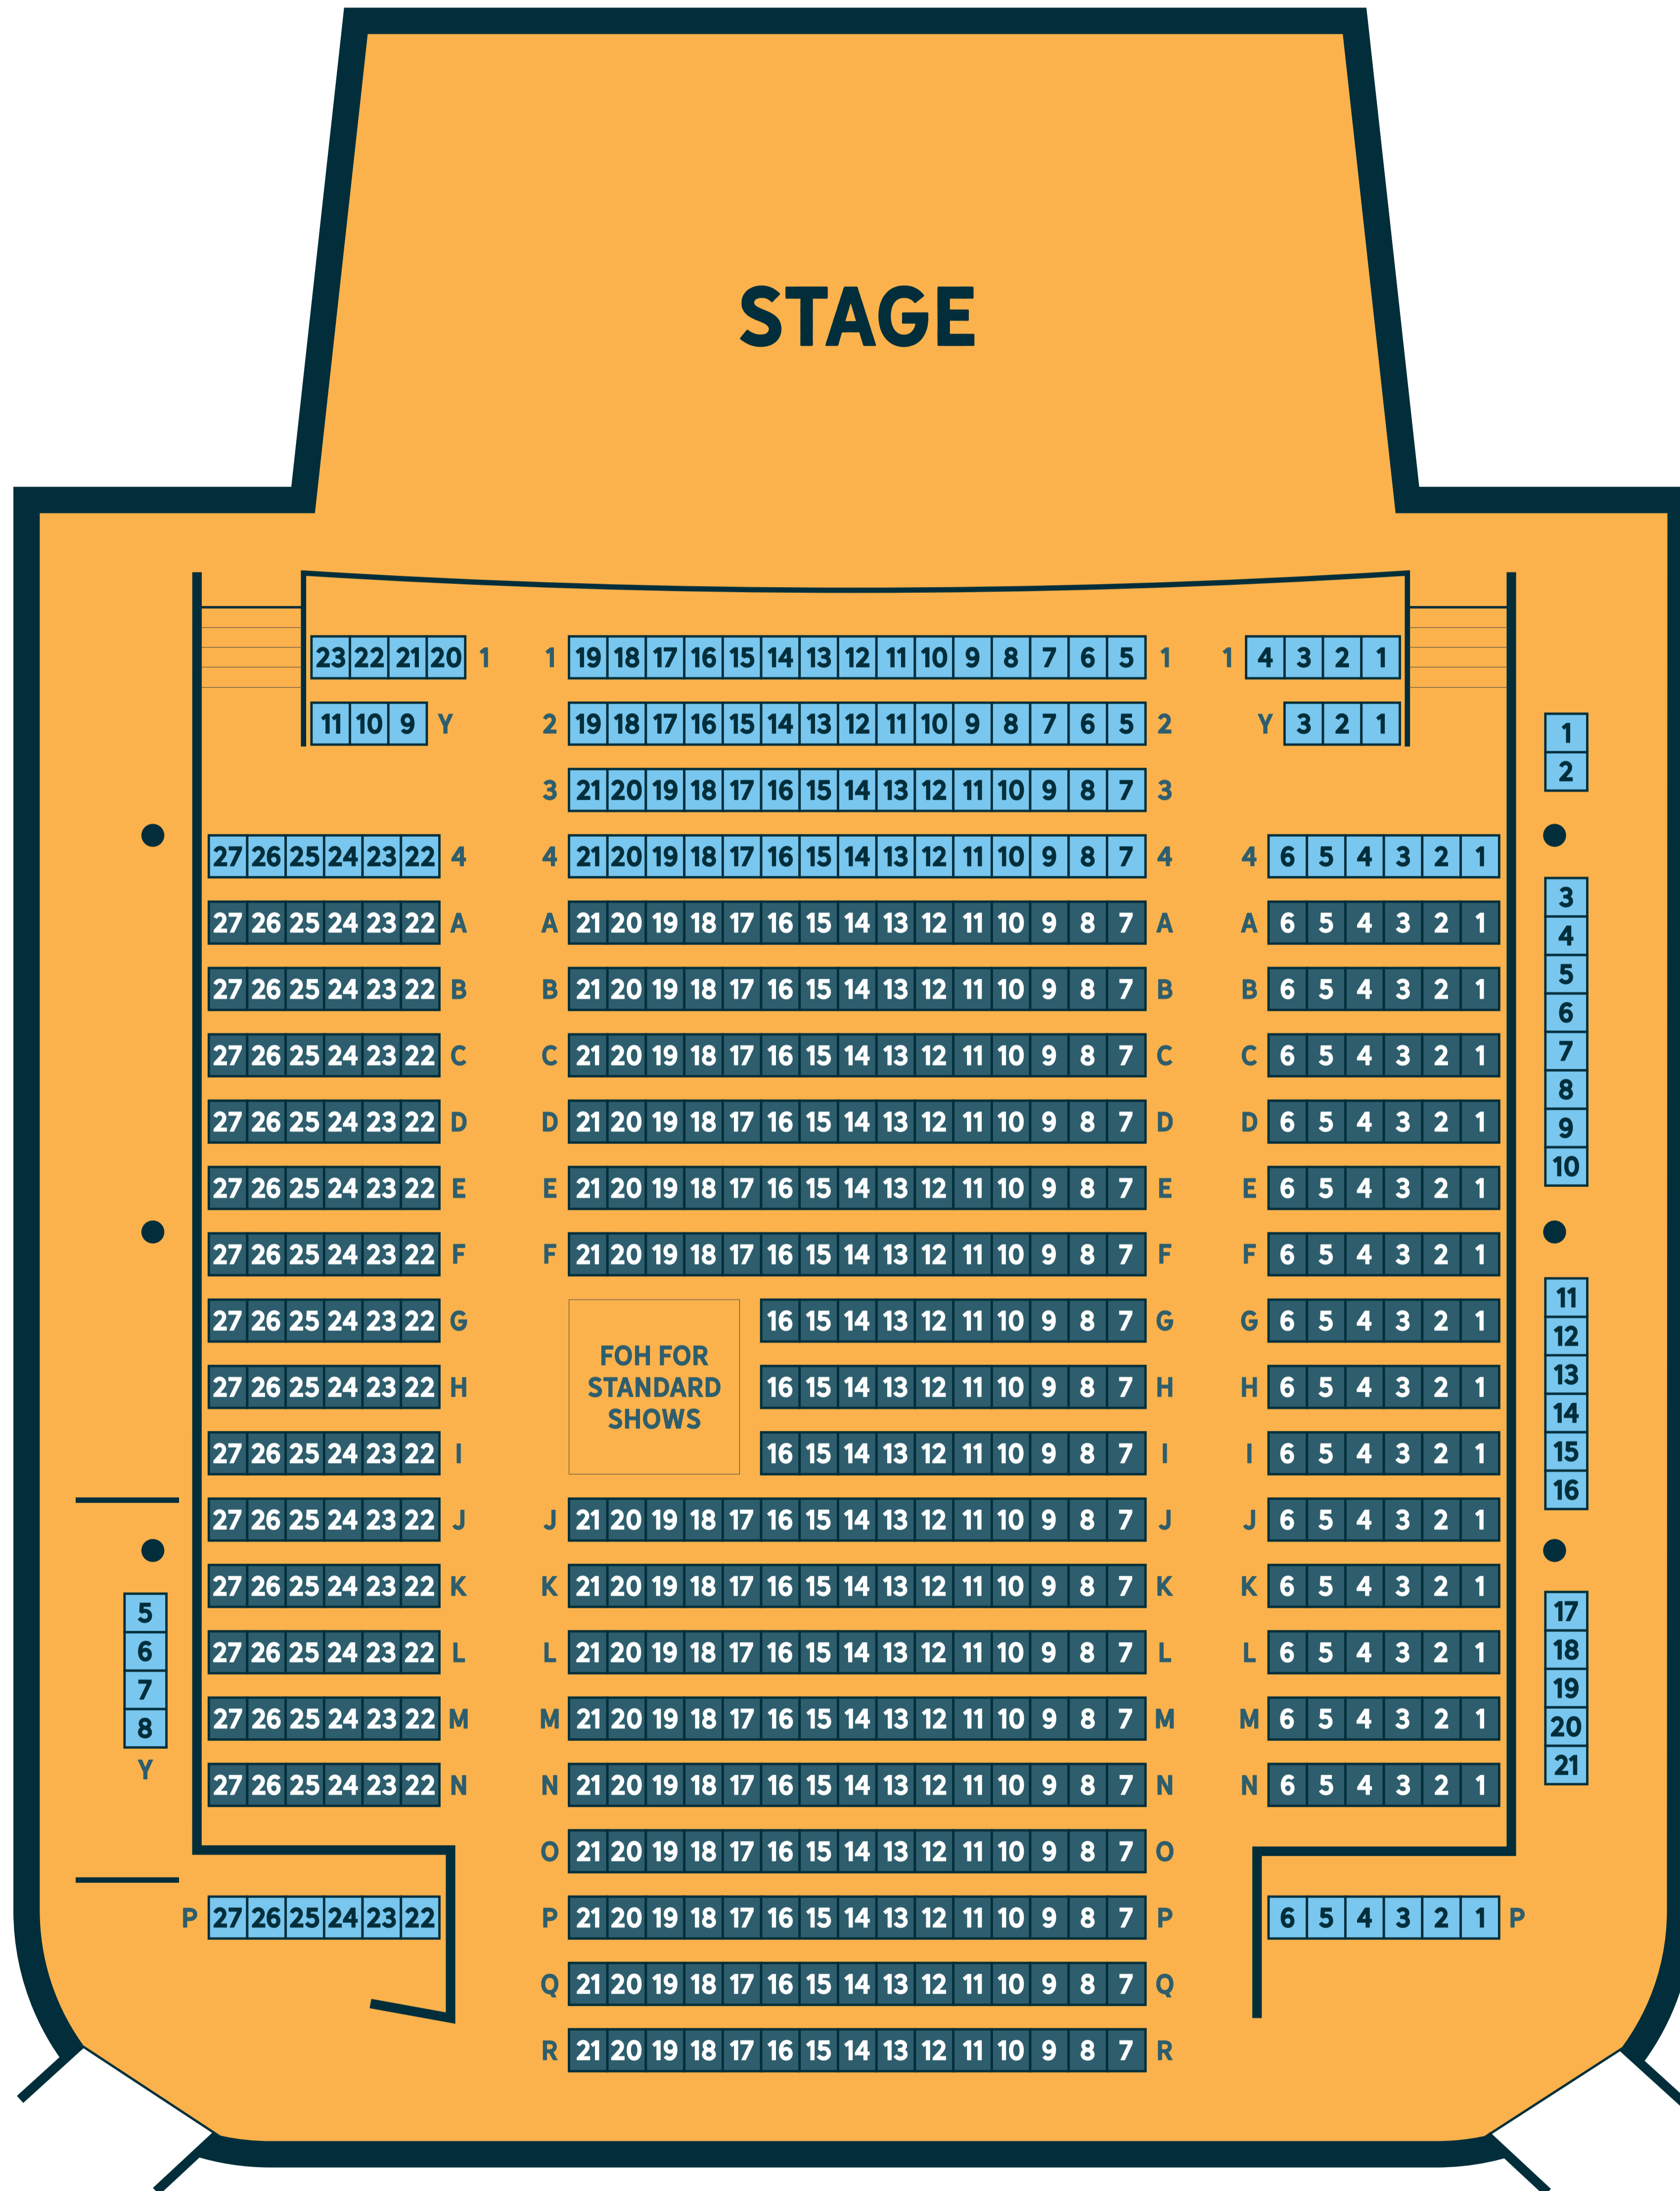 STAGE
23 22 21 20 1 1 19 18 17 16 15 14 13 12 11 10 9 8 7 6 5 1 1 4 3 2 1
11 10 9 Y 2 19 18 17 16 15 14 13 12 11 10 9 8 7 6 5 2 Y 3 2 1
3 21 20 19 18 17 16 15 14 13 12 11 10 9 8 7 3
27 26 25 24 23 22 4 4 21 20 19 18 17 16 15 14 13 12 11 10 9 8 7 4 4 6 5 4 3 2 1
27 26 25 24 23 22 A A 21 20 19 18 17 16 15 14 13 12 11 10 9 8 7 A A 6 5 4 3 2 1
27 26 25 24 23 22 B B 21 20 19 18 17 16 15 14 13 12 11 10 9 8 7 B B 6 5 4 3 2 1
27 26 25 24 23 22 C C 21 20 19 18 17 16 15 14 13 12 11 10 9 8 7 C C 6 5 4 3 2 1
27 26 25 24 23 22 D D 21 20 19 18 17 16 15 14 13 12 11 10 9 8 7 D D 6 5 4 3 2 1
27 26 25 24 23 22 E E 21 20 19 18 17 16 15 14 13 12 11 10 9 8 7 E E 6 5 4 3 2 1
27 26 25 24 23 22 F F 21 20 19 18 17 16 15 14 13 12 11 10 9 8 7 F F 6 5 4 3 2 1
27 26 25 24 23 22 G 16 15 14 13 12 11 10 9 8 7 G G 6 5 4 3 2 1
27 26 25 24 23 22 H 16 15 14 13 12 11 10 9 8 7 H H 6 5 4 3 2 1
27 26 25 24 23 22 I 16 15 14 13 12 11 10 9 8 7 I I 6 5 4 3 2 1
FOH FOR
STANDARD
SHOWS
27 26 25 24 23 22 J J 21 20 19 18 17 16 15 14 13 12 11 10 9 8 7 J J 6 5 4 3 2 1
27 26 25 24 23 22 K K 21 20 19 18 17 16 15 14 13 12 11 10 9 8 7 K K 6 5 4 3 2 1
27 26 25 24 23 22 L L 21 20 19 18 17 16 15 14 13 12 11 10 9 8 7 L L 6 5 4 3 2 1
27 26 25 24 23 22 M M 21 20 19 18 17 16 15 14 13 12 11 10 9 8 7 M M 6 5 4 3 2 1
27 26 25 24 23 22 N N 21 20 19 18 17 16 15 14 13 12 11 10 9 8 7 N N 6 5 4 3 2 1
O 21 20 19 18 17 16 15 14 13 12 11 10 9 8 7 O
P 27 26 25 24 23 22 P 21 20 19 18 17 16 15 14 13 12 11 10 9 8 7 P 6 5 4 3 2 1 P
Q 21 20 19 18 17 16 15 14 13 12 11 10 9 8 7 Q
R 21 20 19 18 17 16 15 14 13 12 11 10 9 8 7 R
5
6
7
8
Y
1
2
3
4
5
6
7
8
9
10
11
12
13
14
15
16
17
18
19
20
21